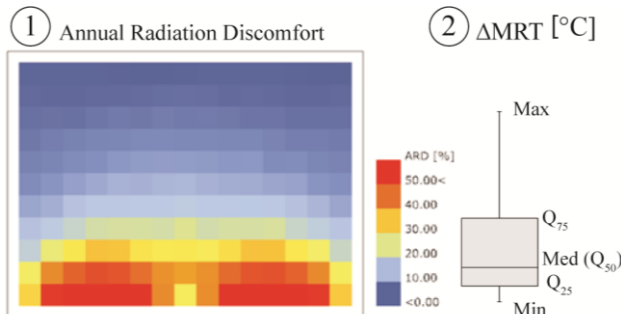 1 Annual Radiation Discomfort
2 ΔMRT [°C]
ARD [%]
50.00<
40.00
30.00
20.00
10.00
<0.00
Max
Q75
Med (Q50)
Q25
Min